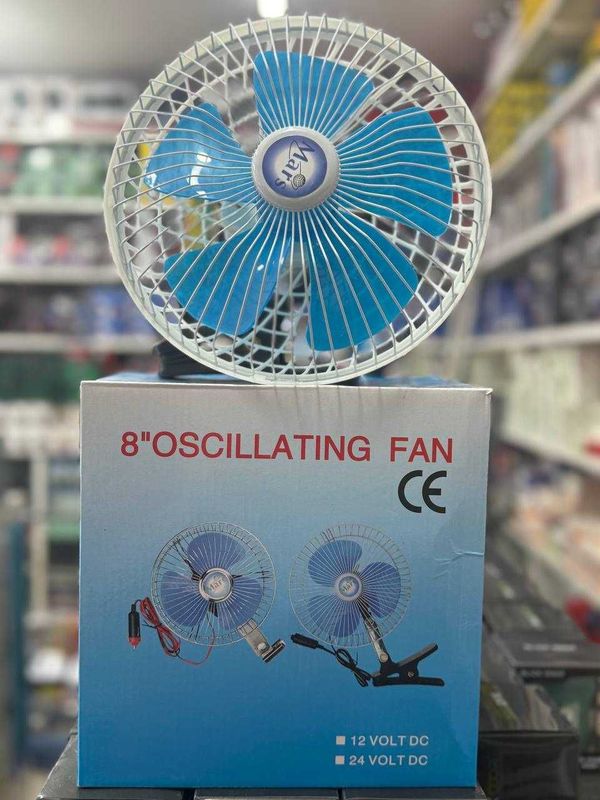 Mars
8"OSCILLATING FAN
CE
■ 12 VOLT DC
■ 24 VOLT DC